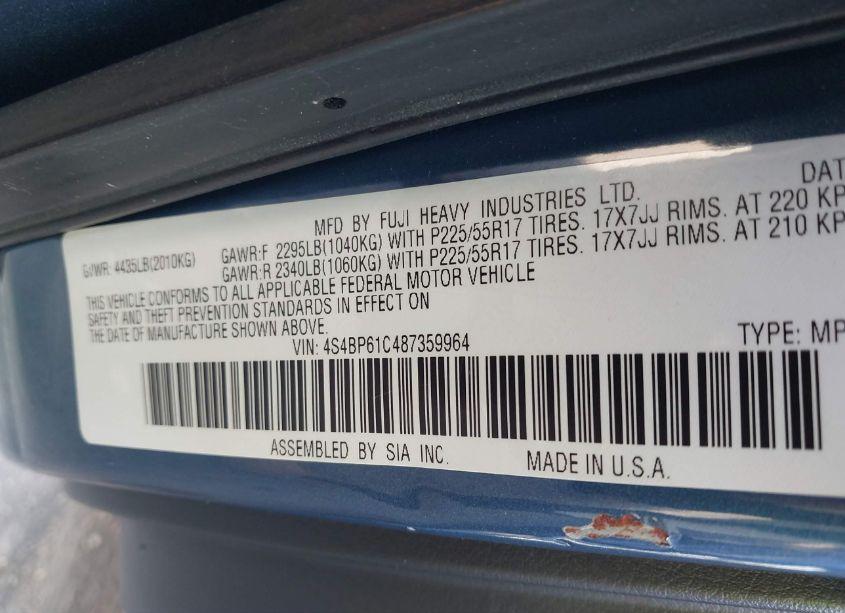 DAT
MFD BY FUJI HEAVY INDUSTRIES LTD.
GVWR: 4435LB(2010KG) GAWR:F 2295LB(1040KG) WITH P225/55R17 TIRES. 17X7JJ RIMS. AT 220 KP
GAWR:R 2340LB(1060KG) WITH P225/55R17 TIRES. 17X7JJ RIMS. AT 210 KP
THIS VEHICLE CONFORMS TO ALL APPLICABLE FEDERAL MOTOR VEHICLE
SAFETY AND THEFT PREVENTION STANDARDS IN EFFECT ON
THE DATE OF MANUFACTURE SHOWN ABOVE.
VIN: 4S4BP61C487359964 TYPE: MP
ASSEMBLED BY SIA INC. MADE IN U.S.A.